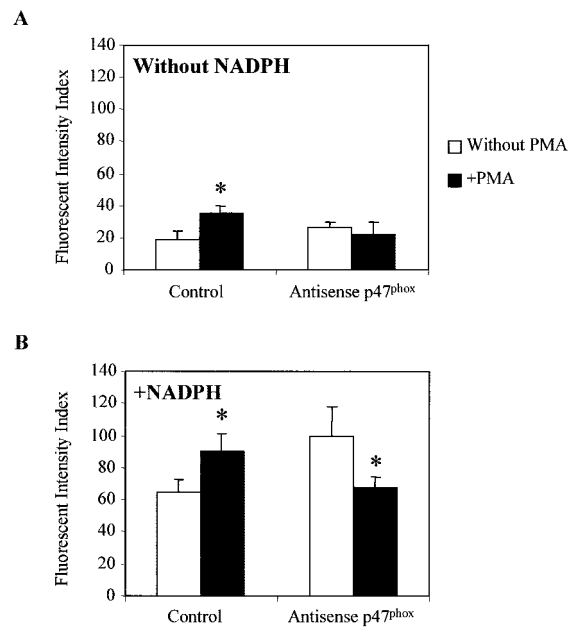 A
Without NADPH
Fluorescent Intensity Index
140
120
100
80
60
40
20
0
*
Control
Antisense p47phox
Without PMA
+PMA
B
+NADPH
Fluorescent Intensity Index
140
120
100
80
60
40
20
0
*
*
Control
Antisense p47phox